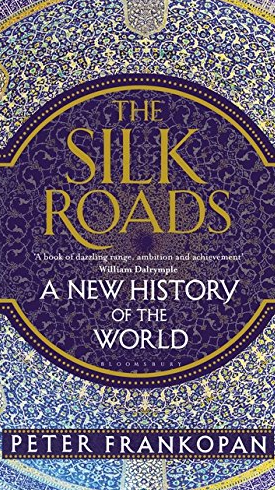 THE
SILK
ROADS
'A book of dazzling range, ambition and achievement'
William Dalrymple
A NEW HISTORY
OF THE
WORLD
BLOOMSBURY
PETER FRANKOPAN